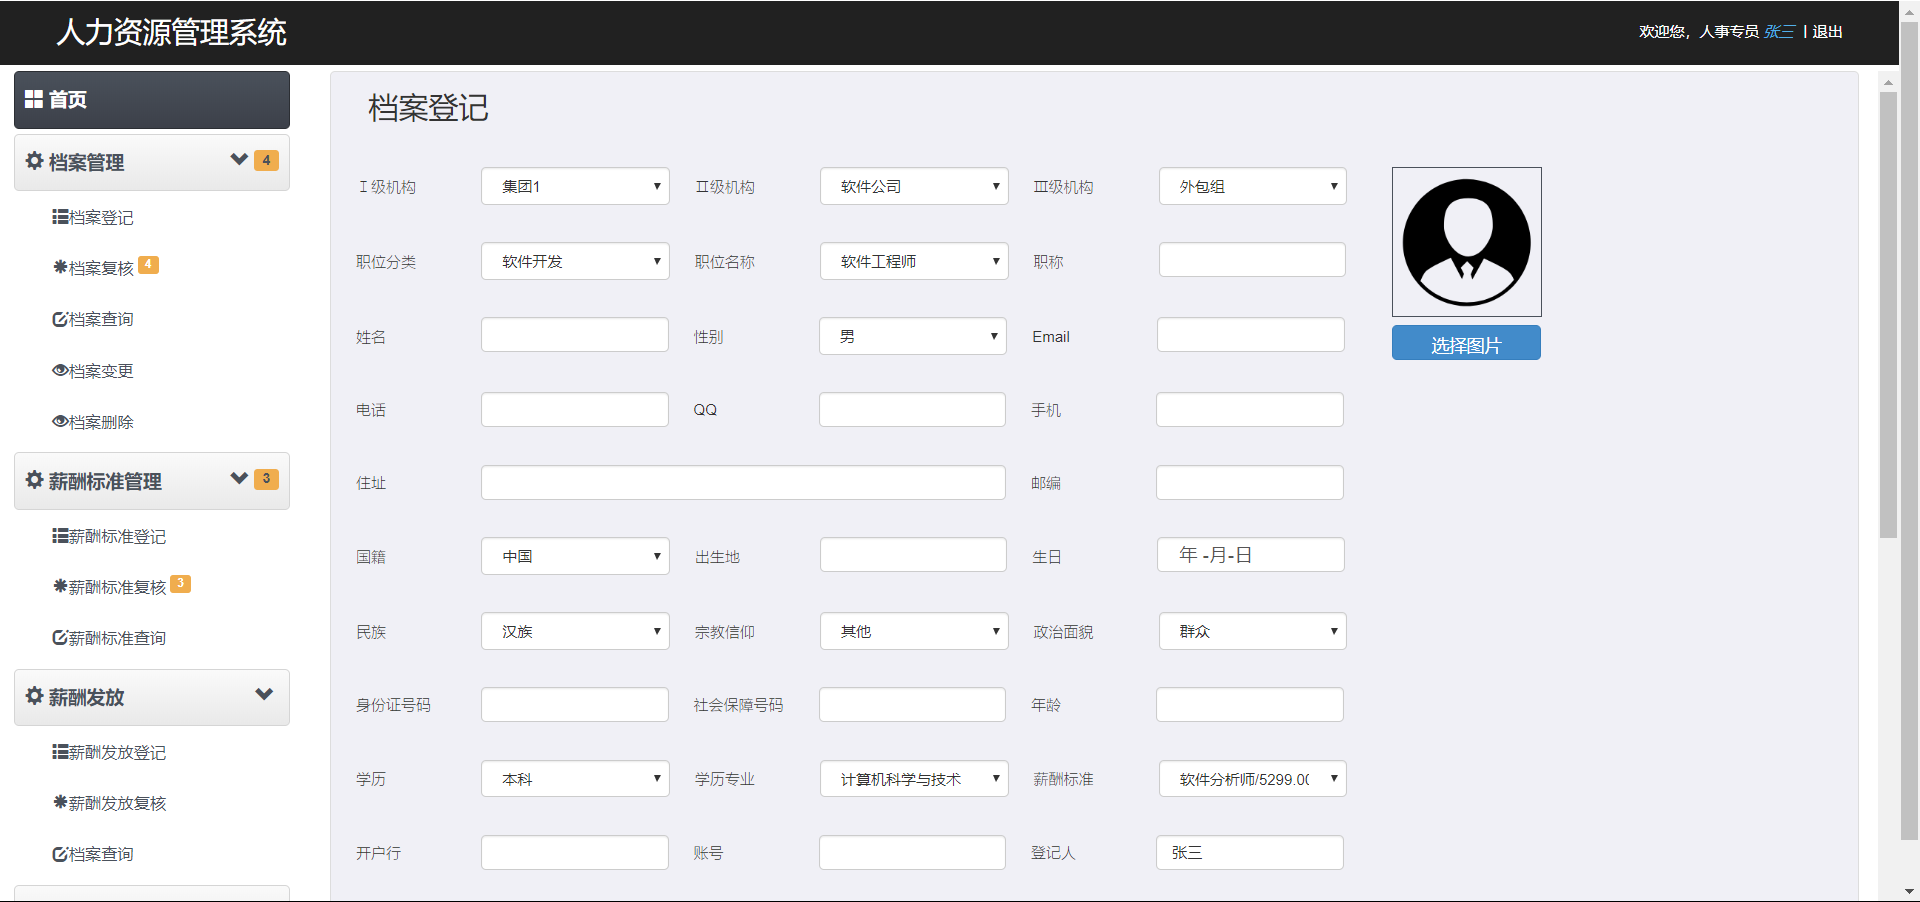 人力资源管理系统
欢迎您，人事专员 张三 | 退出
首页
档案管理 4
档案登记
档案复核 4
档案查询
档案变更
档案删除
薪酬标准管理 3
薪酬标准登记
薪酬标准复核 3
薪酬标准查询
薪酬发放
薪酬发放登记
薪酬发放复核
档案查询
档案登记
Ⅰ级机构 集团1 Ⅱ级机构 软件公司 Ⅲ级机构 外包组
职位分类 软件开发 职位名称 软件工程师 职称
姓名 性别 男 Email
选择图片
电话 QQ 手机
住址 邮编
国籍 中国 出生地 生日 年 -月-日
民族 汉族 宗教信仰 其他 政治面貌 群众
身份证号码 社会保障号码 年龄
学历 本科 学历专业 计算机科学与技术 薪酬标准 软件分析师/5299.00
开户行 账号 登记人 张三